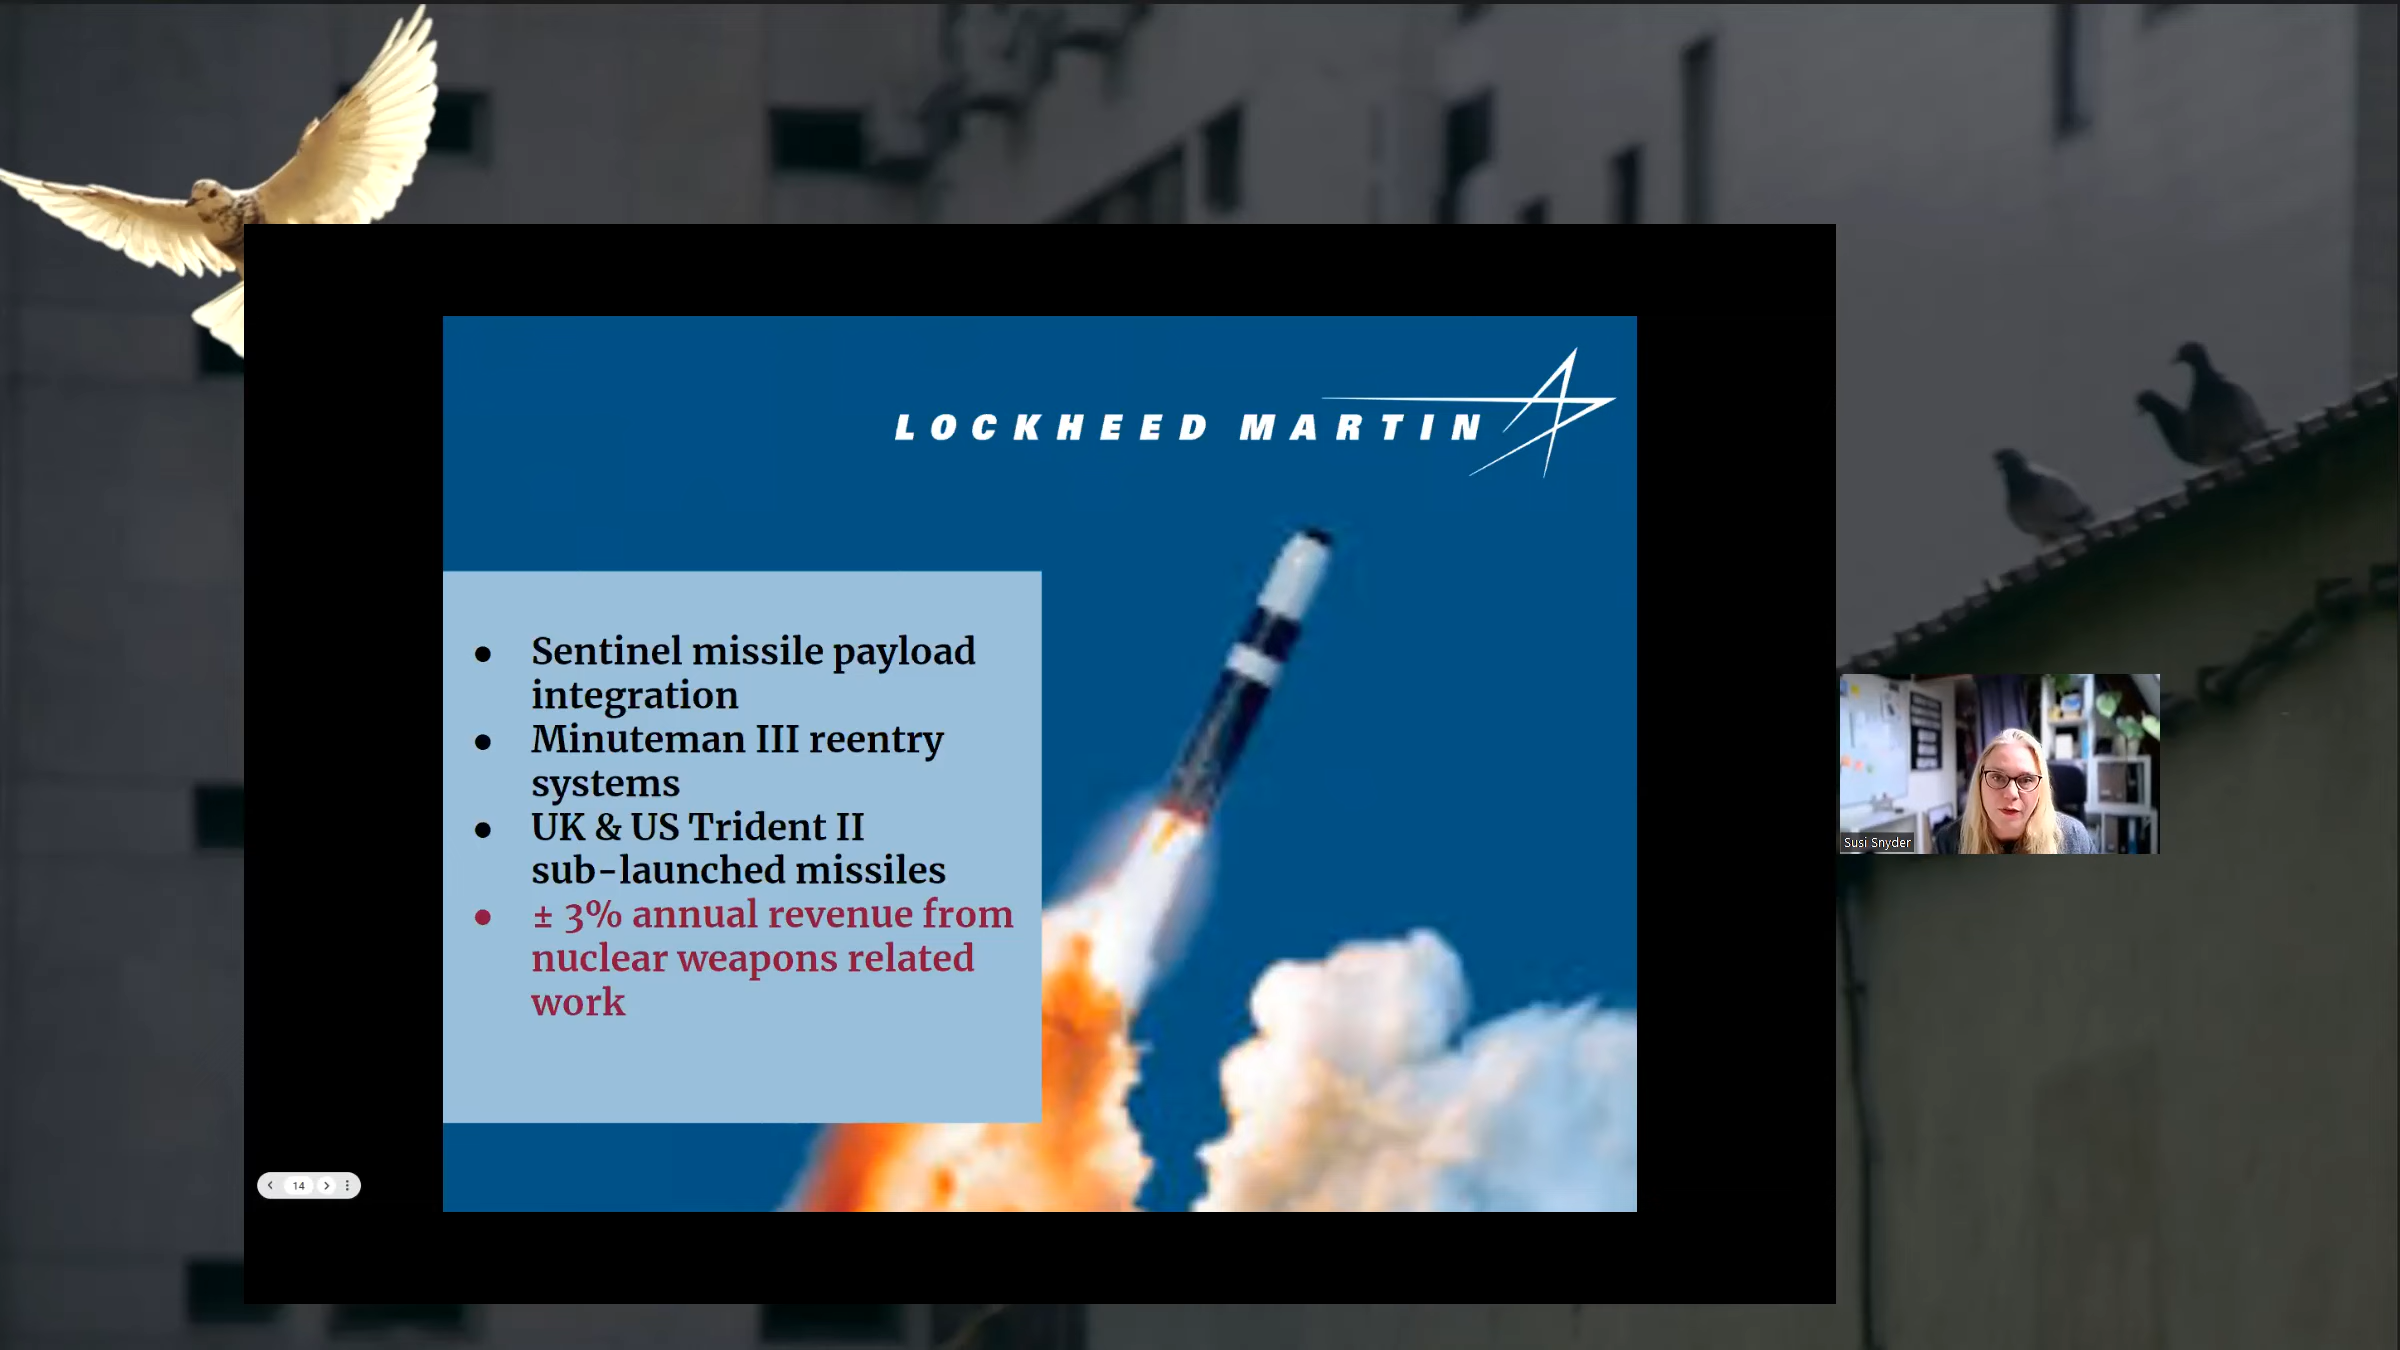 LOCKHEED MARTIN
● Sentinel missile payload
integration
● Minuteman III reentry
systems
● UK & US Trident II
sub-launched missiles
● ± 3% annual revenue from
nuclear weapons related
work
Susi Snyder
14